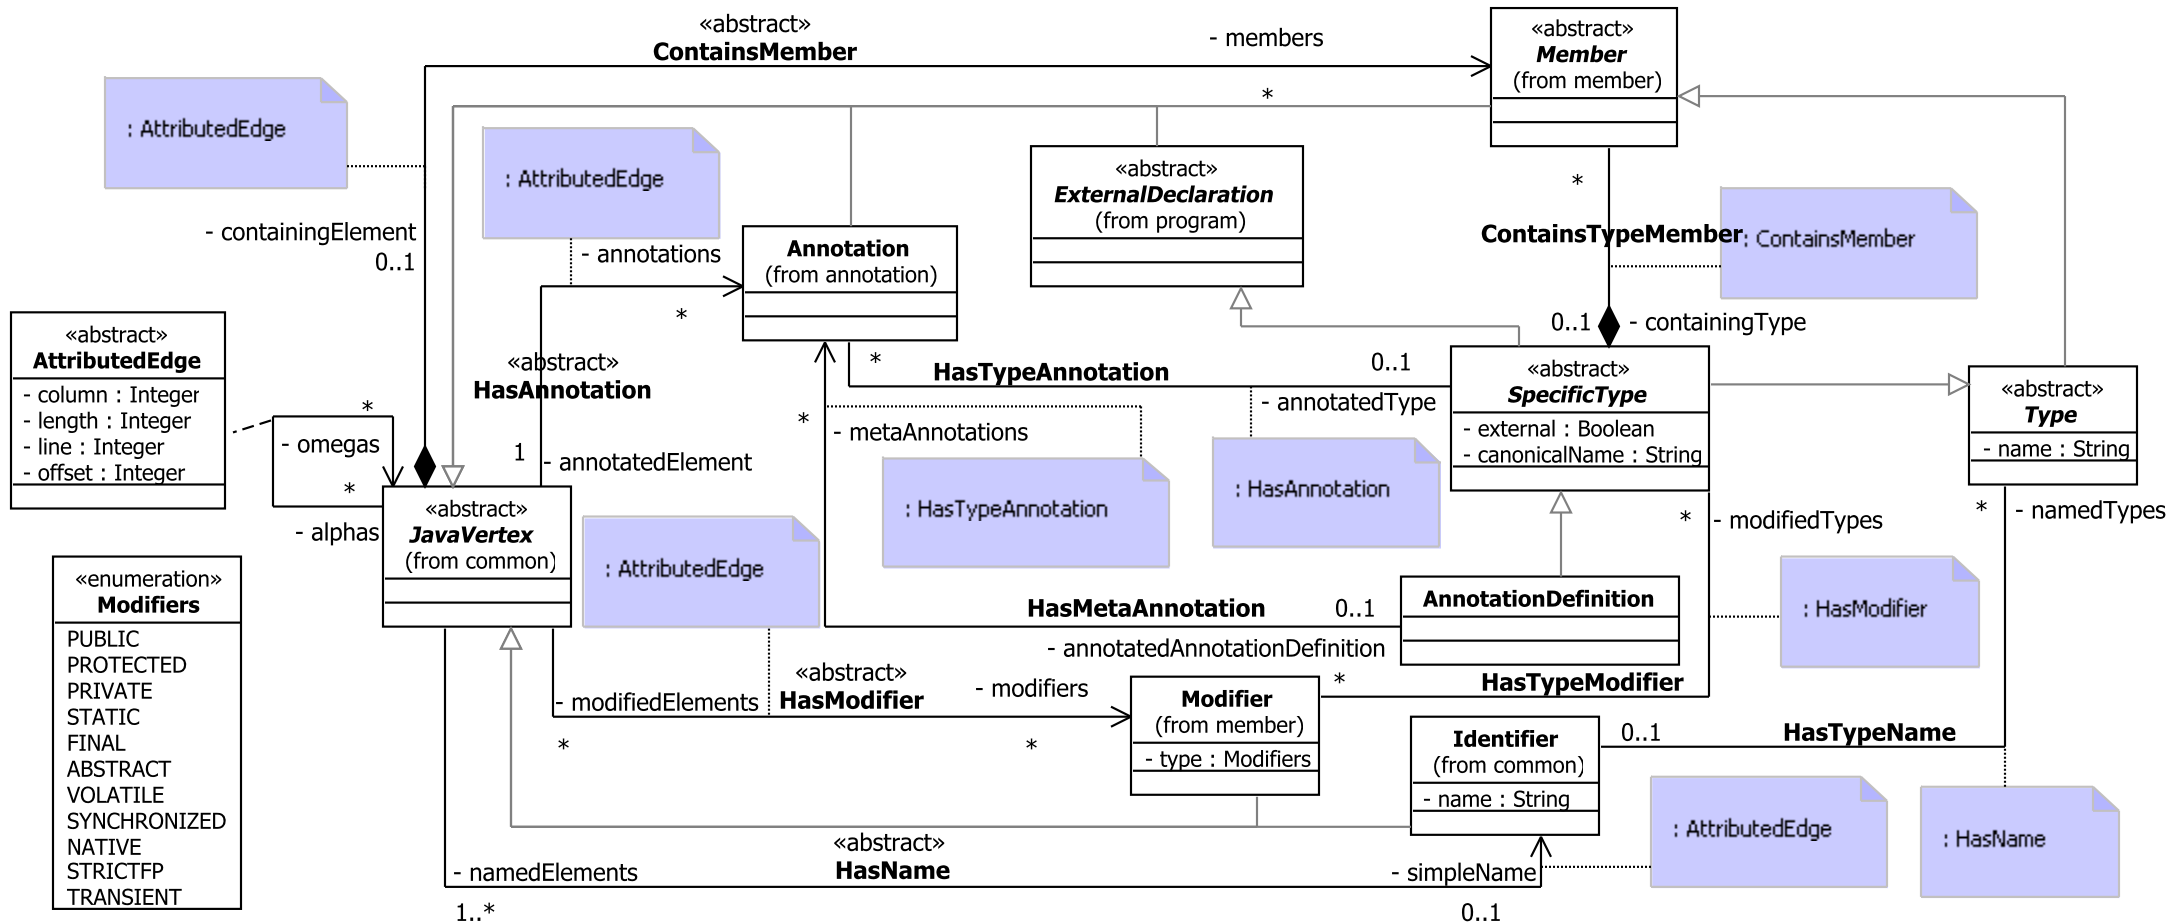 «abstract»
ContainsMember
- members
*
«abstract»
Member
(from member)
: AttributedEdge
: AttributedEdge
- containingElement
0..1
- annotations
*
Annotation
(from annotation)
«abstract»
ExternalDeclaration
(from program)
*
ContainsTypeMember
: ContainsMember
0..1
- containingType
«abstract»
AttributedEdge
- column : Integer
- length : Integer
- line : Integer
- offset : Integer
*
- omegas
*
- alphas
«abstract»
HasAnnotation
1
- annotatedElement
*
HasTypeAnnotation
0..1
- annotatedType
*
- metaAnnotations
: HasTypeAnnotation
: HasAnnotation
«abstract»
SpecificType
- external : Boolean
- canonicalName : String
«abstract»
Type
- name : String
*
- modifiedTypes
*
- namedTypes
«abstract»
JavaVertex
(from common)
: AttributedEdge
«enumeration»
Modifiers
PUBLIC
PROTECTED
PRIVATE
STATIC
FINAL
ABSTRACT
VOLATILE
SYNCHRONIZED
NATIVE
STRICTFP
TRANSIENT
HasMetaAnnotation
0..1
- annotatedAnnotationDefinition
AnnotationDefinition
: HasModifier
«abstract»
HasModifier
- modifiedElements
*
- modifiers
*
Modifier
(from member)
- type : Modifiers
*
HasTypeModifier
Identifier
(from common)
- name : String
0..1
HasTypeName
: AttributedEdge
: HasName
«abstract»
HasName
- namedElements
1..*
- simpleName
0..1